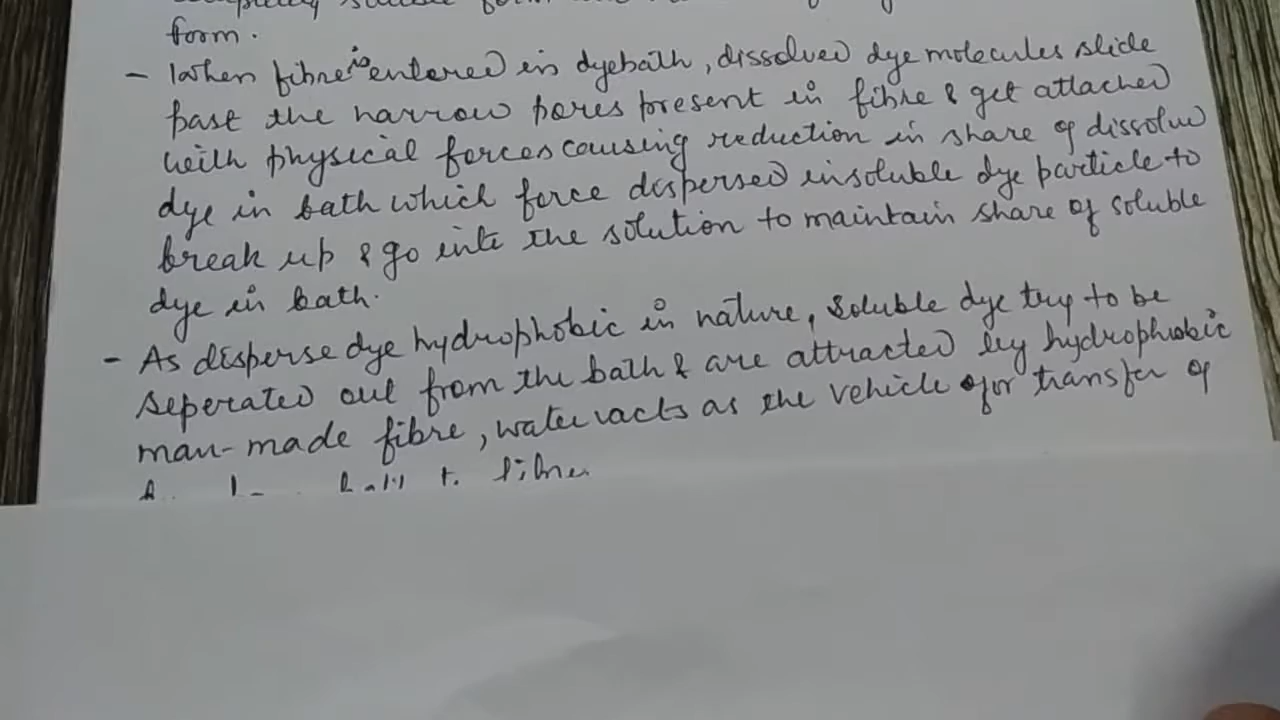 form.
- When fibre is entered in dyebath, dissolved dye molecules slide
past the narrow pores present in fibre & get attached
with physical forces causing reduction in share of dissolve
dye in bath which force dispersed insoluble dye particle to
break up & go into the solution to maintain share of soluble
dye in bath.
- As disperse dye hydrophobic in nature, soluble dye try to be
seperated out from the bath & are attracted by hydrophobic
man-made fibre, water acts as the vehicle for transfer of
to fibre.